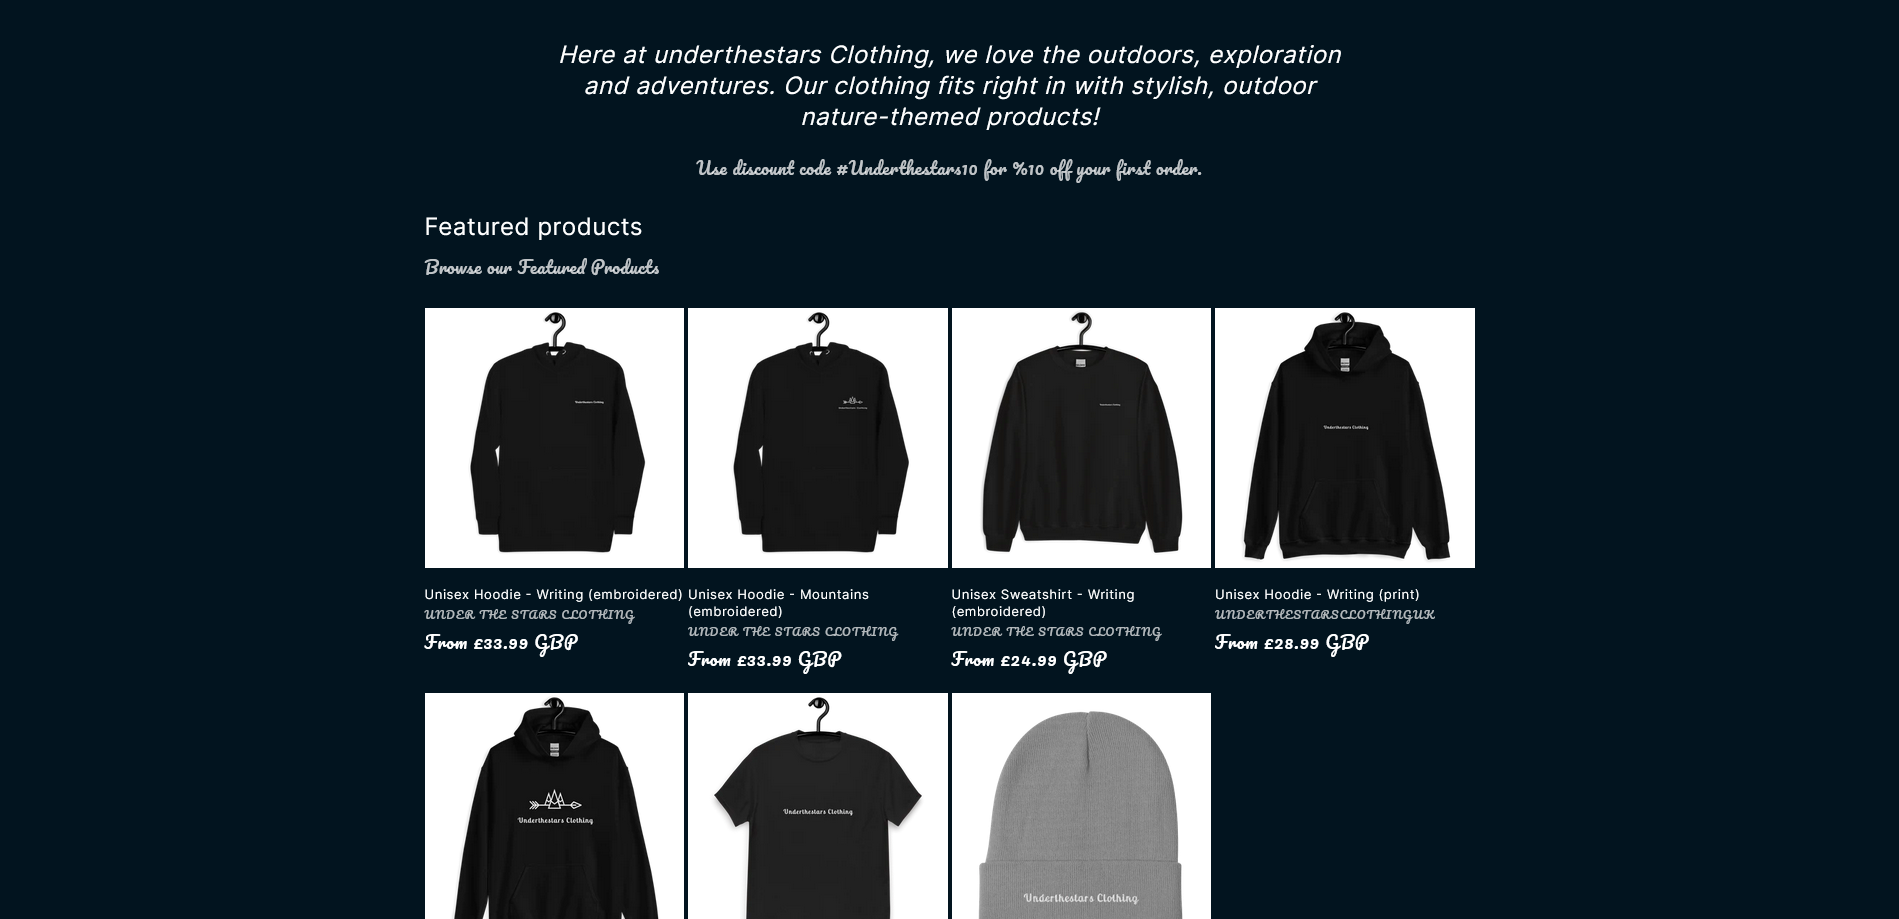 Here at underthestars Clothing, we love the outdoors, exploration
and adventures. Our clothing fits right in with stylish, outdoor
nature-themed products!
Use discount code #Underthestars10 for %10 off your first order.
Featured products
Browse our Featured Products
Underthestars Clothing
Underthestars Clothing
Underthestars Clothing
Underthestars Clothing
Unisex Hoodie - Writing (embroidered)
UNDER THE STARS CLOTHING
From £33.99 GBP
Unisex Hoodie - Mountains
(embroidered)
UNDER THE STARS CLOTHING
From £33.99 GBP
Unisex Sweatshirt - Writing
(embroidered)
UNDER THE STARS CLOTHING
From £24.99 GBP
Unisex Hoodie - Writing (print)
UNDERTHESTARSCLOTHINGUK
From £28.99 GBP
Underthestars Clothing
Underthestars Clothing
Underthestars Clothing